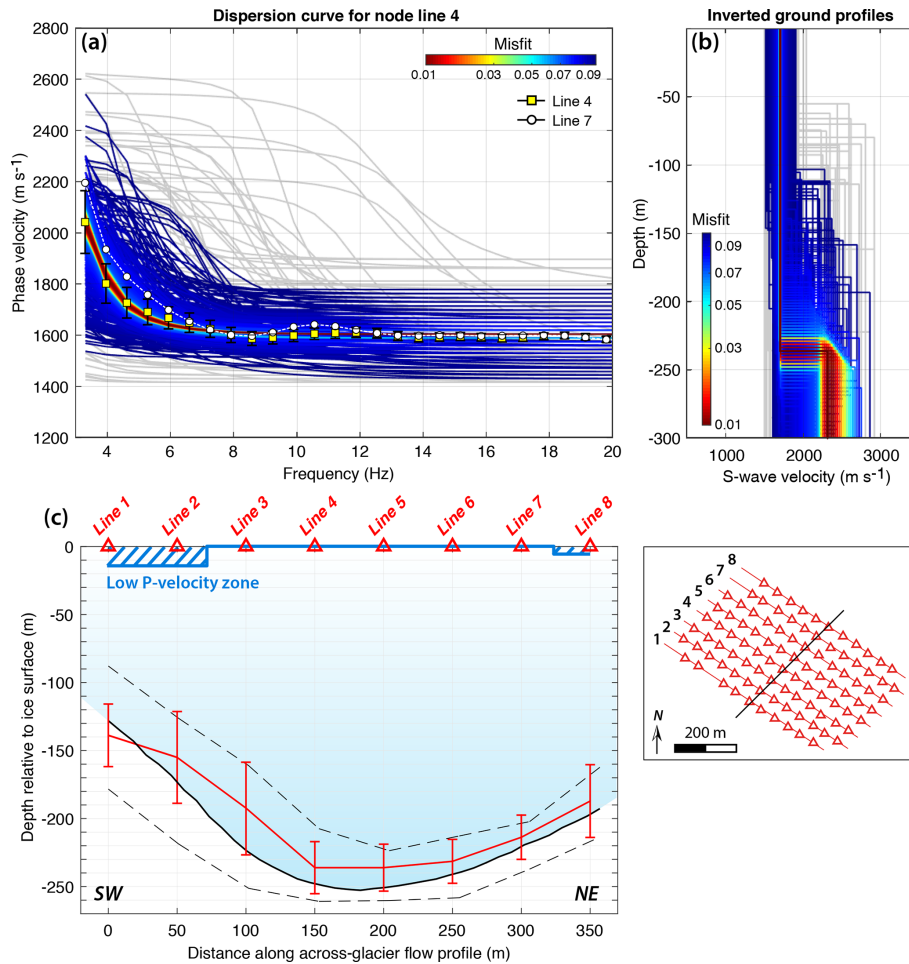 Dispersion curve for node line 4
(a)
Misfit
0.01 0.03 0.05 0.07 0.09
Line 4
Line 7
2800
2600
2400
2200
2000
1800
1600
1400
1200
Phase velocity (m s⁻¹)
4 6 8 10 12 14 16 18 20
Frequency (Hz)
Inverted ground profiles
(b)
-50
-100
-150
-200
-250
-300
Depth (m)
Misfit
0.09
0.07
0.05
0.03
0.01
1000 2000 3000
S-wave velocity (m s⁻¹)
(c)
Line 1 Line 2 Line 3 Line 4 Line 5 Line 6 Line 7 Line 8
Low P-velocity zone
0
-50
-100
-150
-200
-250
Depth relative to ice surface (m)
SW NE
0 50 100 150 200 250 300 350
Distance along across-glacier flow profile (m)
8
7
6
5
4
3
2
1
N
200 m